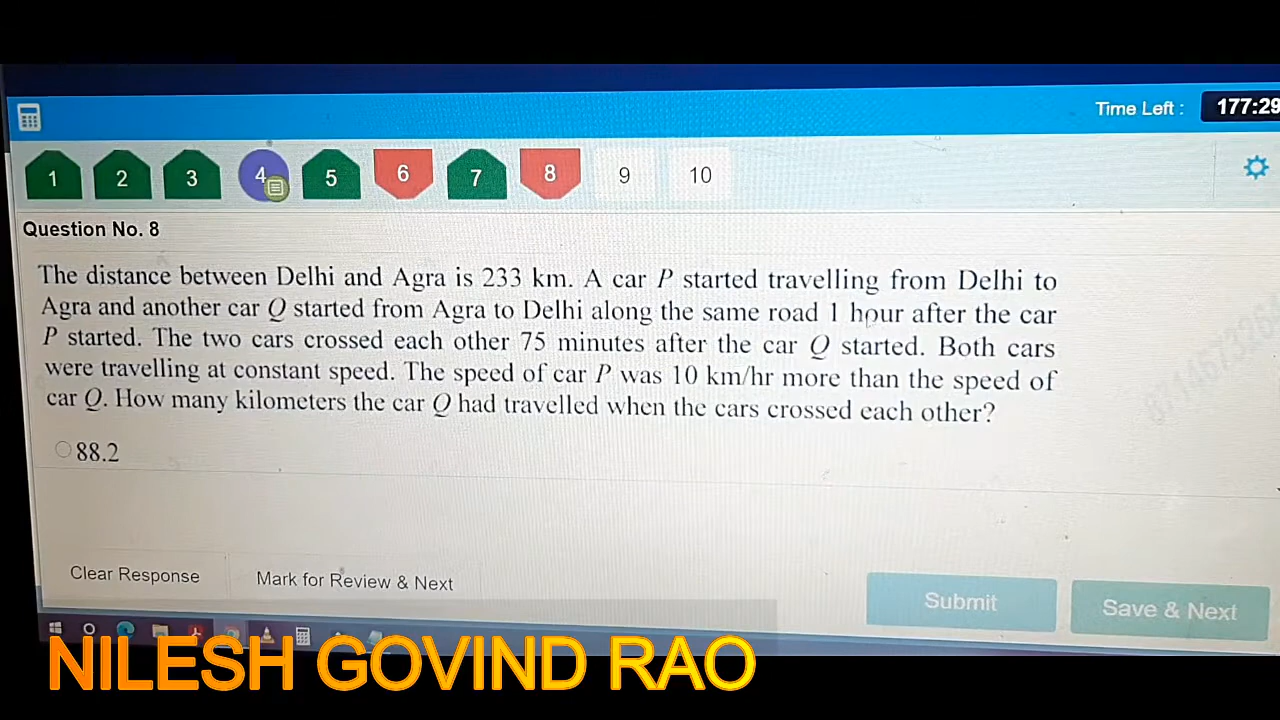 Time Left : 177:29
1 2 3 4 5 6 7 8 9 10
Question No. 8
The distance between Delhi and Agra is 233 km. A car P started travelling from Delhi to
Agra and another car Q started from Agra to Delhi along the same road 1 hour after the car
P started. The two cars crossed each other 75 minutes after the car Q started. Both cars
were travelling at constant speed. The speed of car P was 10 km/hr more than the speed of
car Q. How many kilometers the car Q had travelled when the cars crossed each other?
88.2
Clear Response Mark for Review & Next Submit Save & Next
NILESH GOVIND RAO